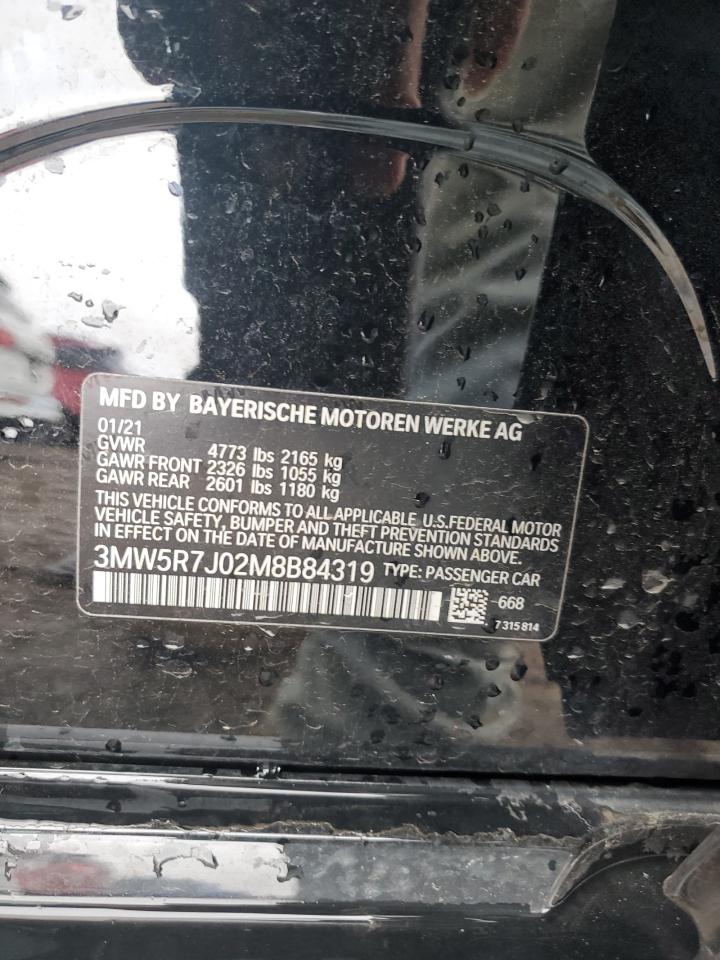 MFD BY BAYERISCHE MOTOREN WERKE AG
01/21
GVWR 4773 lbs 2165 kg
GAWR FRONT 2326 lbs 1055 kg
GAWR REAR 2601 lbs 1180 kg
THIS VEHICLE CONFORMS TO ALL APPLICABLE U.S.FEDERAL MOTOR
VEHICLE SAFETY, BUMPER AND THEFT PREVENTION STANDARDS
IN EFFECT ON THE DATE OF MANUFACTURE SHOWN ABOVE.
3MW5R7J02M8B84319 TYPE: PASSENGER CAR
-668
7 315 814